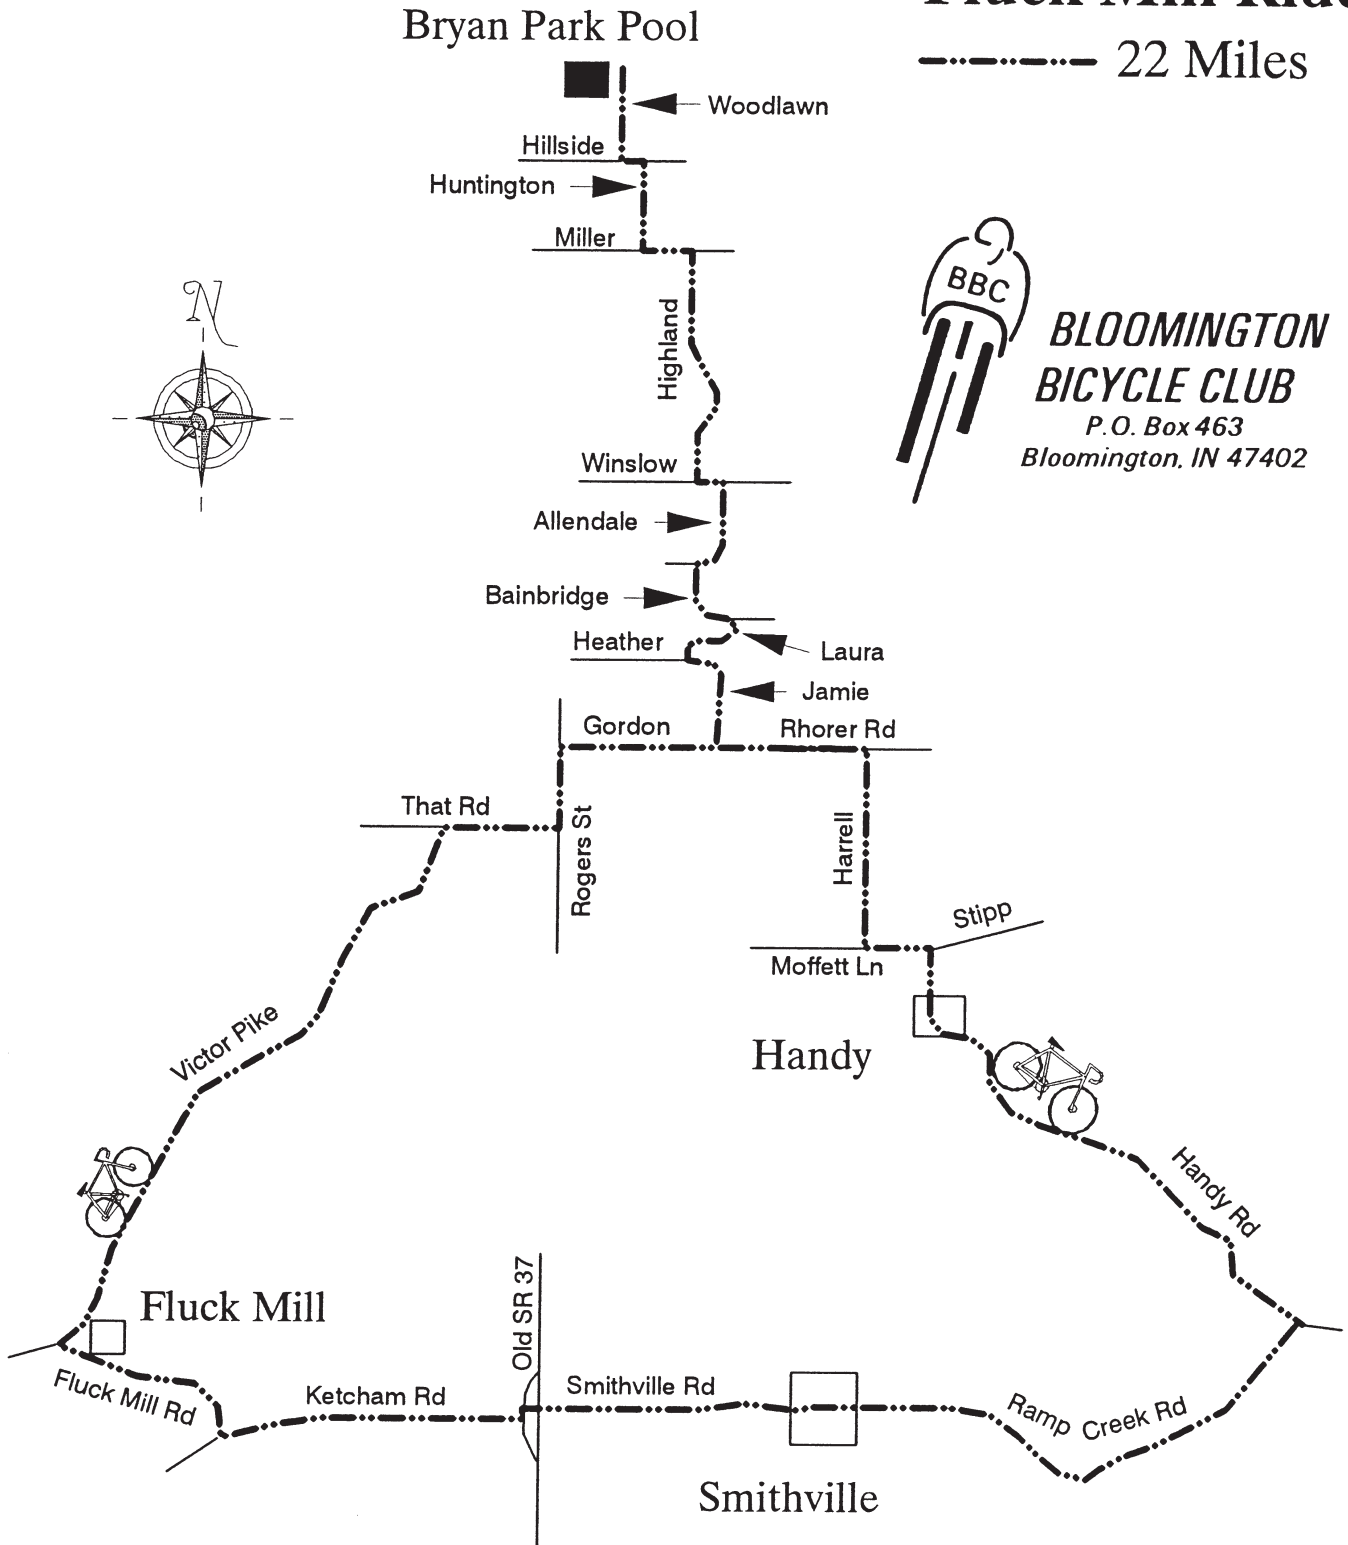 Bryan Park Pool
22 Miles
Woodlawn
Hillside
Huntington
Miller
N
Highland
BBC
BLOOMINGTON
BICYCLE CLUB
P.O. Box 463
Bloomington, IN 47402
Winslow
Allendale
Bainbridge
Heather
Laura
Jamie
Gordon
Rhorer Rd
That Rd
Rogers St
Harrell
Stipp
Moffett Ln
Victor Pike
Handy
Handy Rd
Fluck Mill
Old SR 37
Fluck Mill Rd
Ketcham Rd
Smithville Rd
Ramp Creek Rd
Smithville